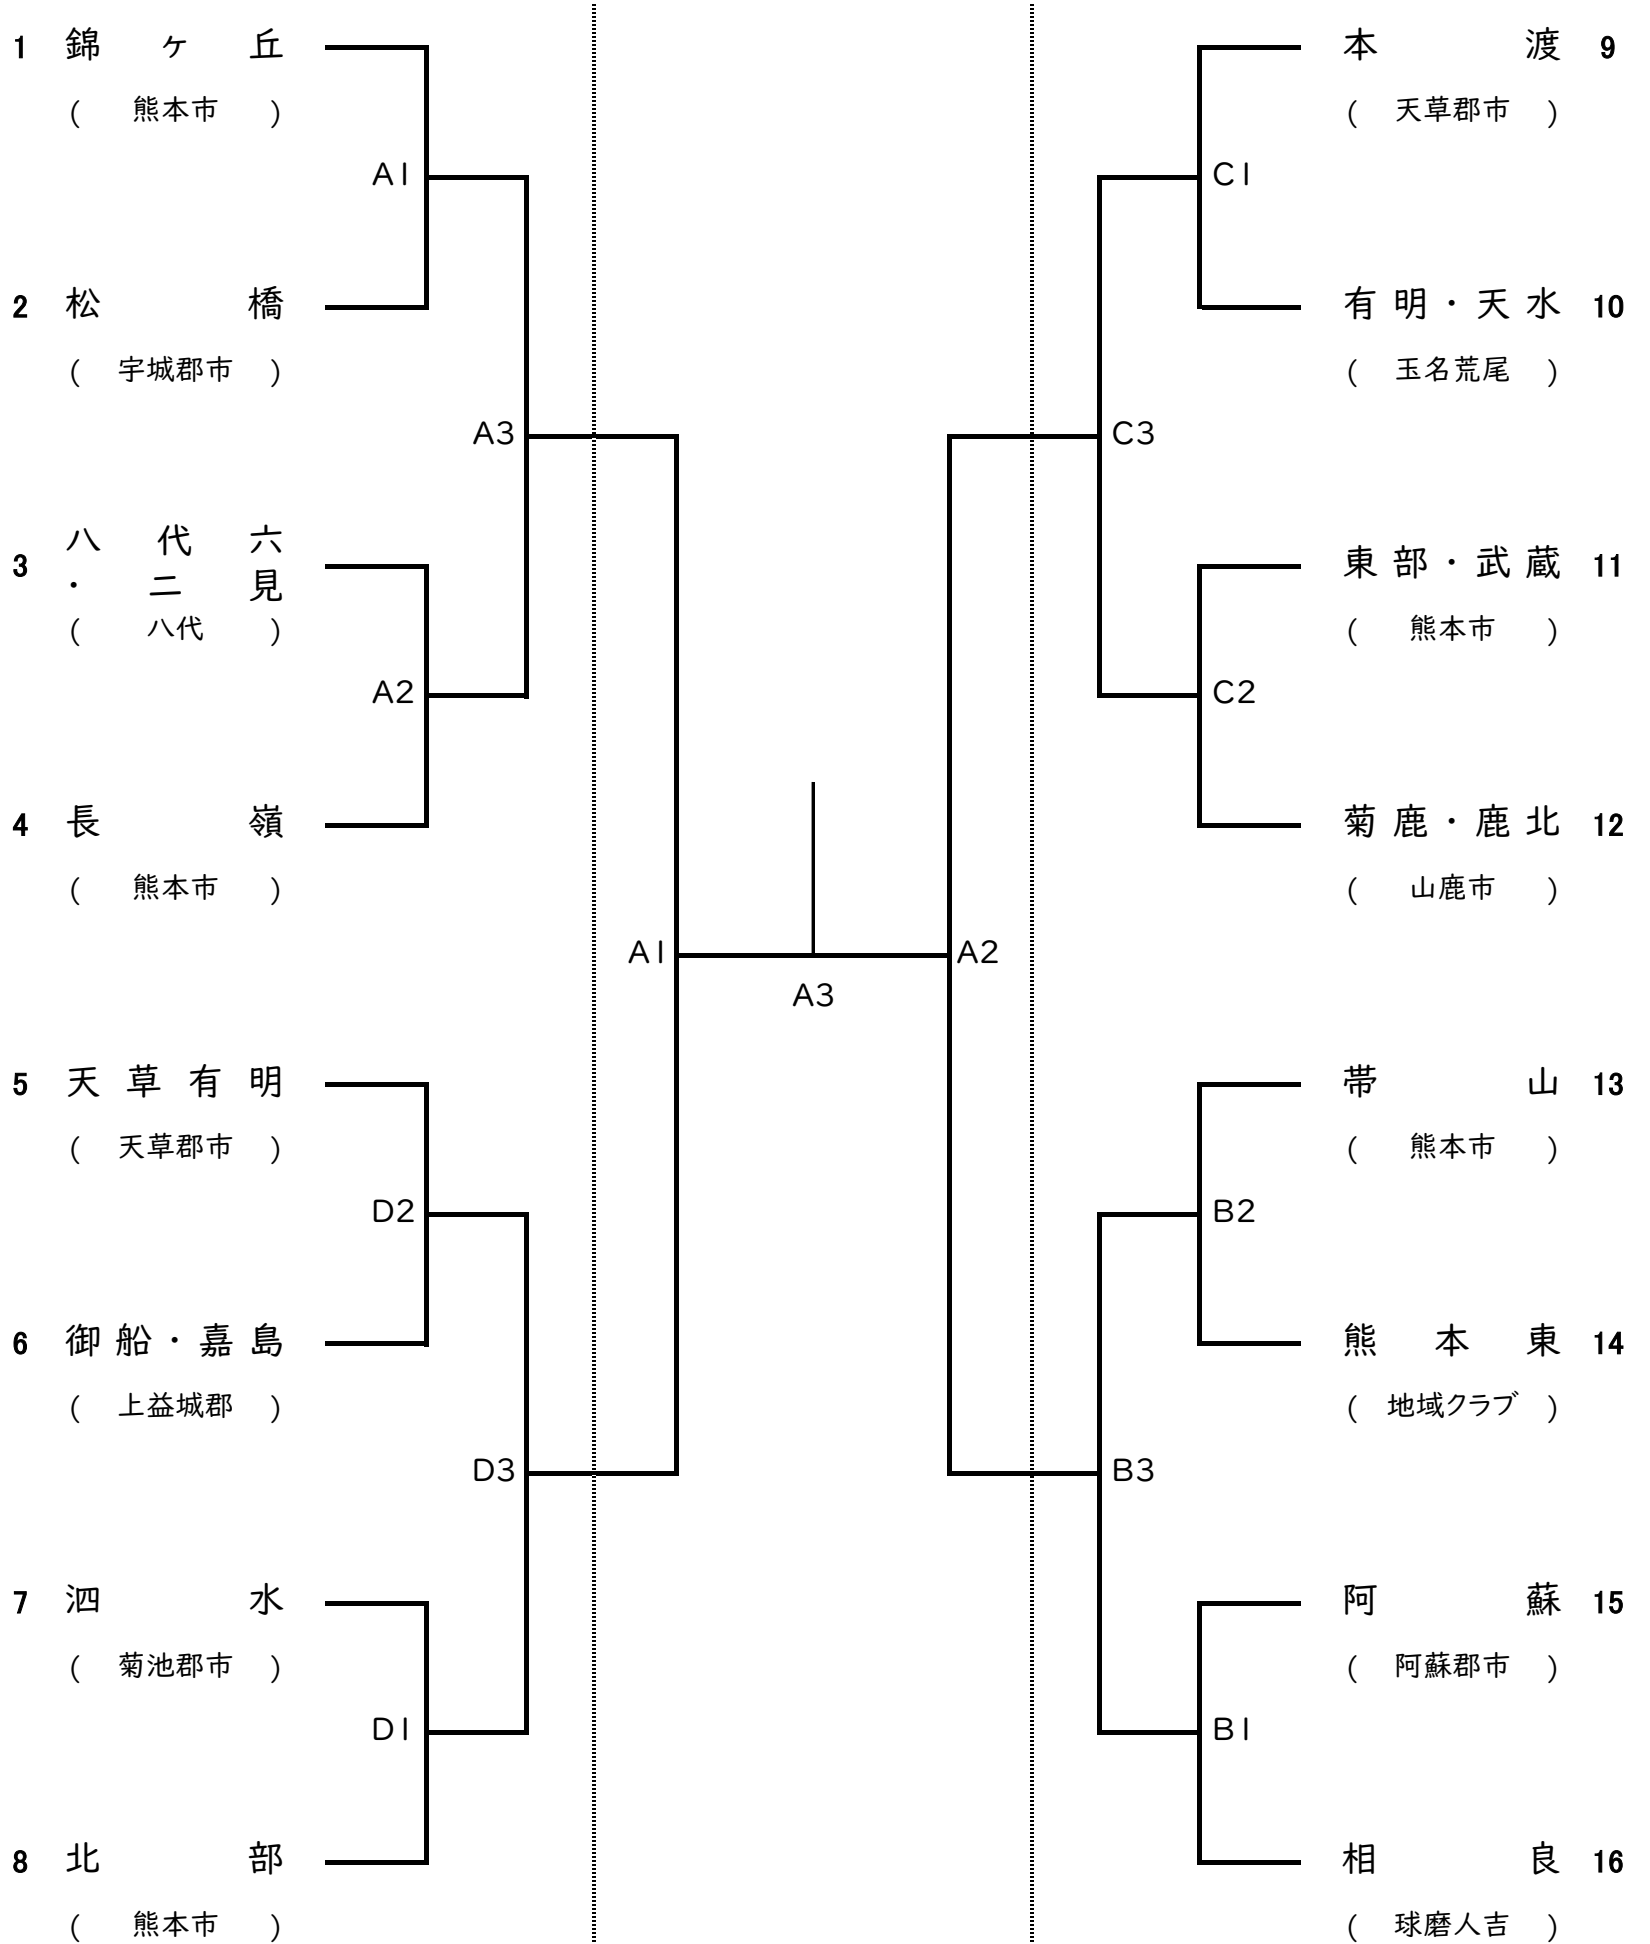 1 錦ヶ丘
( 熊本市 )
A1
2 松橋
( 宇城郡市 )
A3
3 八代六
・二見
( 八代 )
A2
4 長嶺
( 熊本市 )
5 天草有明
( 天草郡市 )
D2
6 御船・嘉島
( 上益城郡 )
D3
7 泗水
( 菊池郡市 )
D1
8 北部
( 熊本市 )
A1
A3
A2
本渡 9
( 天草郡市 )
C1
有明・天水 10
( 玉名荒尾 )
C3
東部・武蔵 11
( 熊本市 )
C2
菊鹿・鹿北 12
( 山鹿市 )
帯山 13
( 熊本市 )
B2
熊本東 14
( 地域クラブ )
B3
阿蘇 15
( 阿蘇郡市 )
B1
相良 16
( 球磨人吉 )